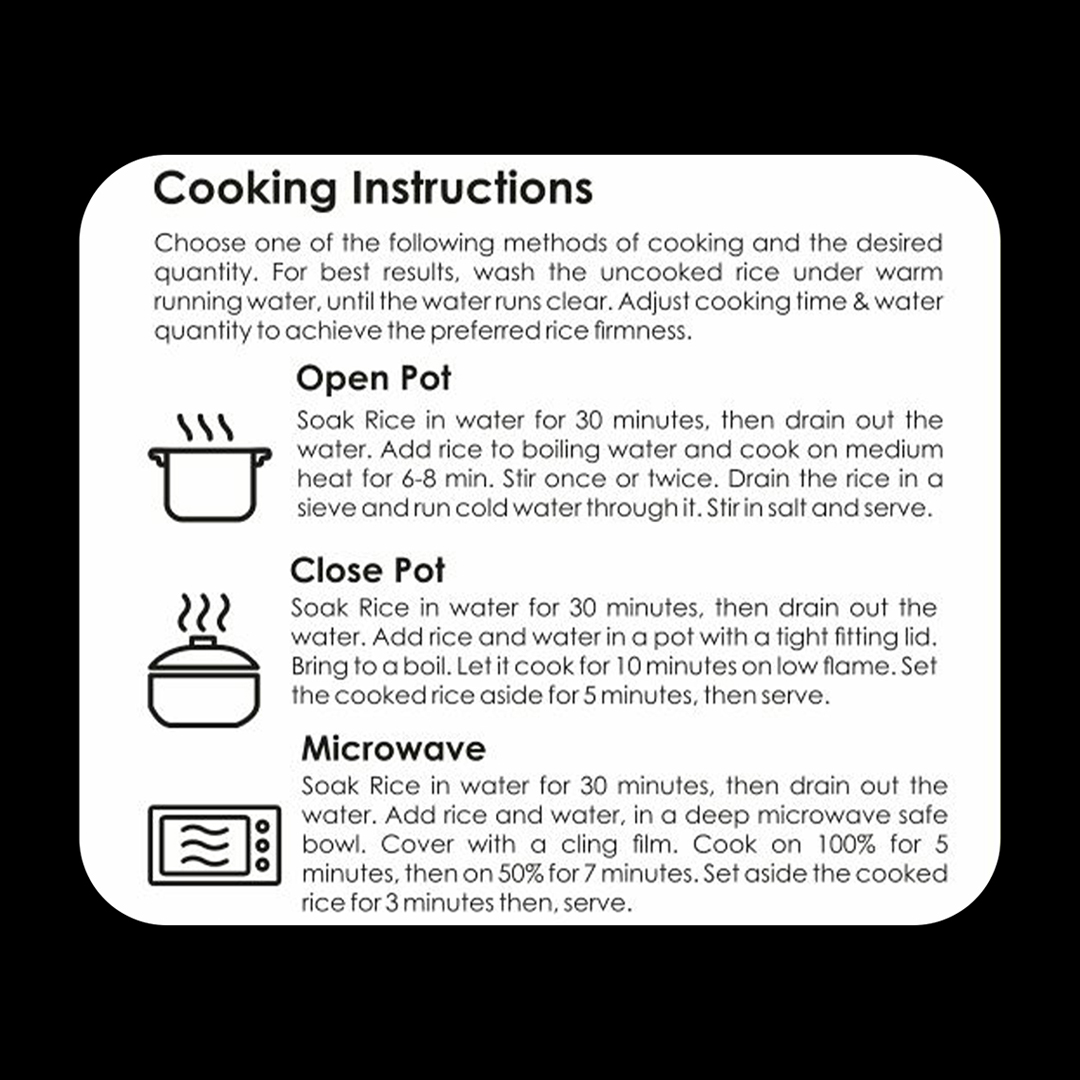 Cooking Instructions
Choose one of the following methods of cooking and the desired
quantity. For best results, wash the uncooked rice under warm
running water, until the water runs clear. Adjust cooking time & water
quantity to achieve the preferred rice firmness.
Open Pot
Soak Rice in water for 30 minutes, then drain out the
water. Add rice to boiling water and cook on medium
heat for 6-8 min. Stir once or twice. Drain the rice in a
sieve and run cold water through it. Stir in salt and serve.
Close Pot
Soak Rice in water for 30 minutes, then drain out the
water. Add rice and water in a pot with a tight fitting lid.
Bring to a boil. Let it cook for 10 minutes on low flame. Set
the cooked rice aside for 5 minutes, then serve.
Microwave
Soak Rice in water for 30 minutes, then drain out the
water. Add rice and water, in a deep microwave safe
bowl. Cover with a cling film. Cook on 100% for 5
minutes, then on 50% for 7 minutes. Set aside the cooked
rice for 3 minutes then, serve.